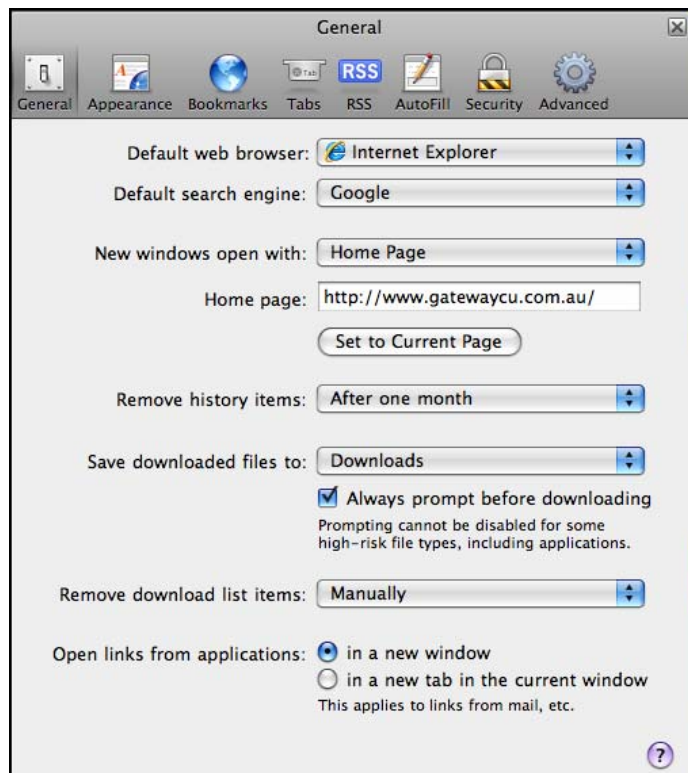 General
General Appearance Bookmarks Tabs RSS AutoFill Security Advanced
Default web browser: Internet Explorer
Default search engine: Google
New windows open with: Home Page
Home page: http://www.gatewaycu.com.au/
Set to Current Page
Remove history items: After one month
Save downloaded files to: Downloads
Always prompt before downloading
Prompting cannot be disabled for some
high-risk file types, including applications.
Remove download list items: Manually
Open links from applications: in a new window
in a new tab in the current window
This applies to links from mail, etc.
?